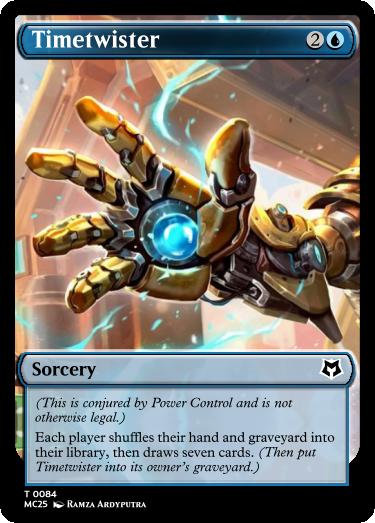 Timetwister 2
Sorcery
(This is conjured by Power Control and is not
otherwise legal.)
Each player shuffles their hand and graveyard into
their library, then draws seven cards. (Then put
Timetwister into its owner's graveyard.)
T 0084
MC25 Ramza Ardyputra